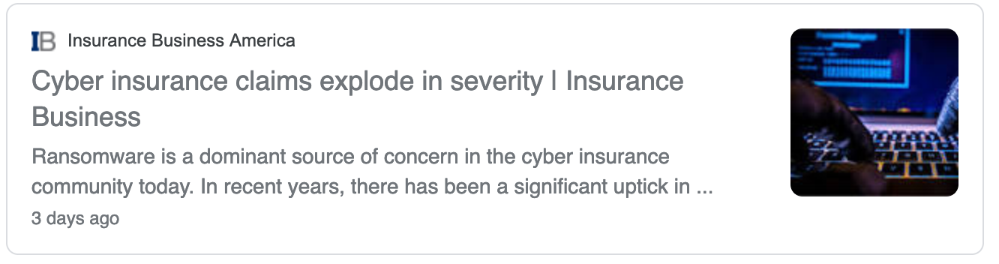 IB Insurance Business America
Cyber insurance claims explode in severity | Insurance
Business
Ransomware is a dominant source of concern in the cyber insurance
community today. In recent years, there has been a significant uptick in ...
3 days ago